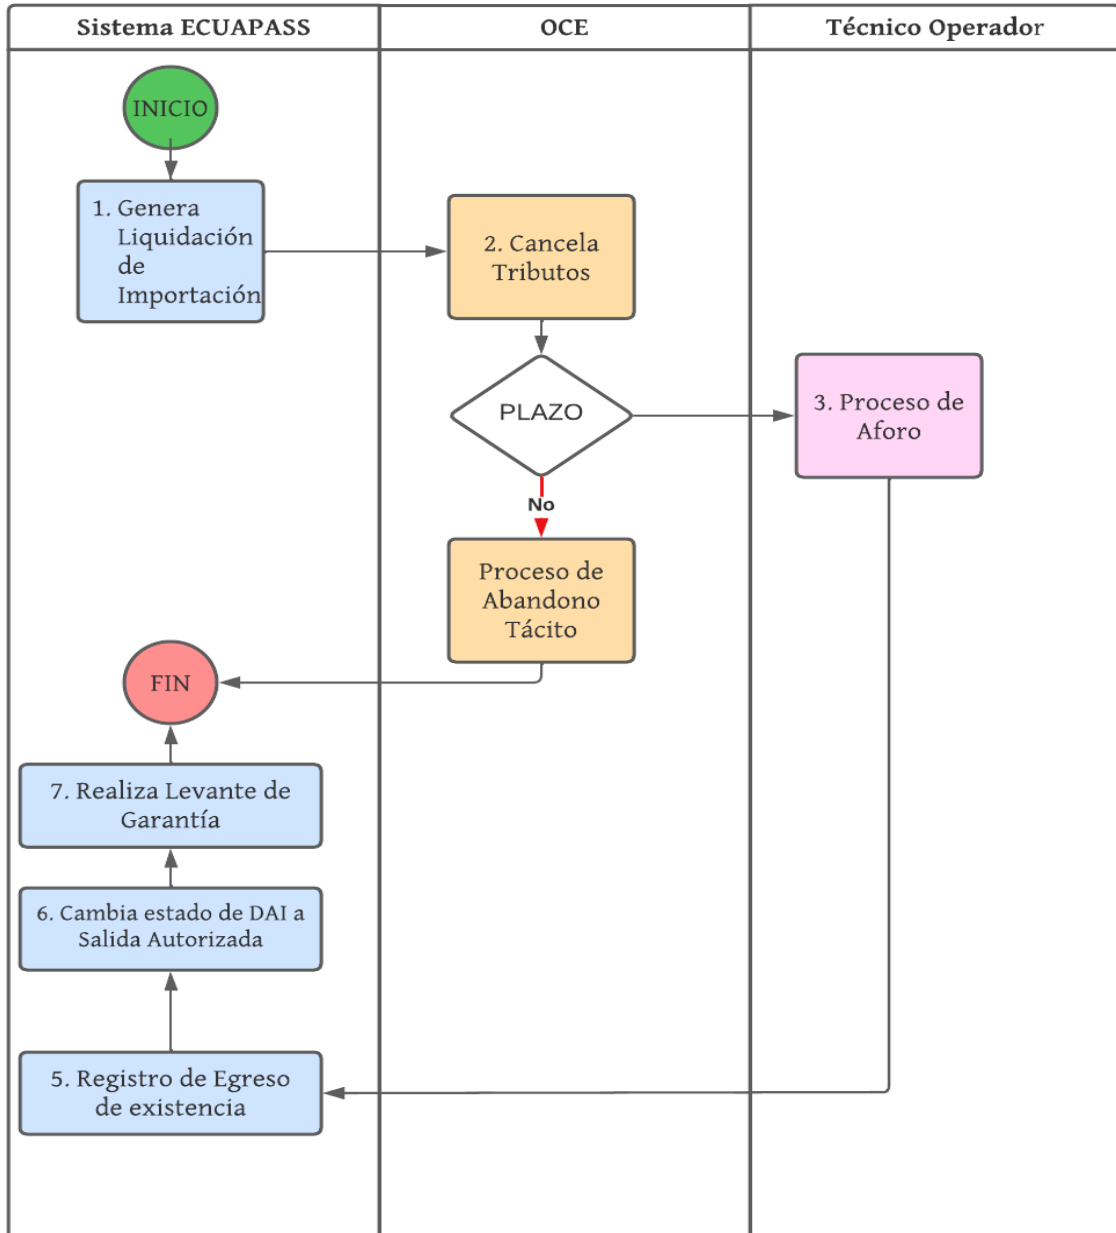 Sistema ECUAPASS
OCE
Técnico Operador
INICIO
1. Genera
Liquidación
de
Importación
2. Cancela
Tributos
PLAZO
3. Proceso de
Aforo
No
Proceso de
Abandono
Tácito
FIN
7. Realiza Levante de
Garantía
6. Cambia estado de DAI a
Salida Autorizada
5. Registro de Egreso
de existencia